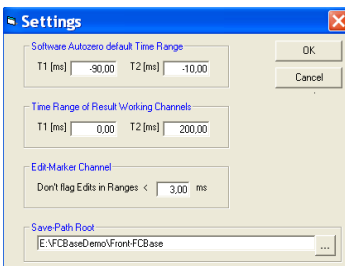 Settings
Software Autozero default Time Range
T1 [ms] -90,00 T2 [ms] -10,00
OK
Cancel
Time Range of Result Working Channels
T1 [ms] 0,00 T2 [ms] 200,00
Edit-Marker Channel
Don't flag Edits in Ranges < 3,00 ms
Save-Path Root
E:\FCBaseDemo\Front-FCBase
...